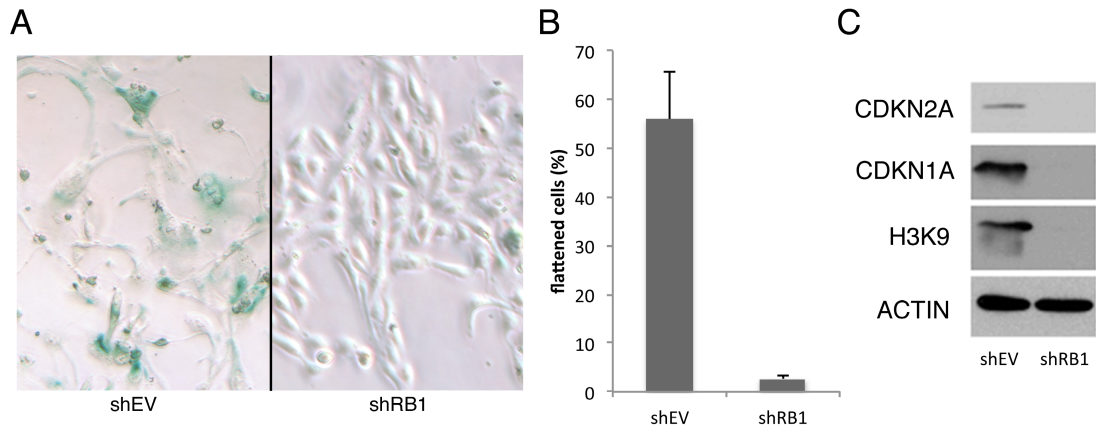 A
shEV
shRB1
B
flattened cells (%)
70
60
50
40
30
20
10
0
shEV
shRB1
C
CDKN2A
CDKN1A
H3K9
ACTIN
shEV shRB1